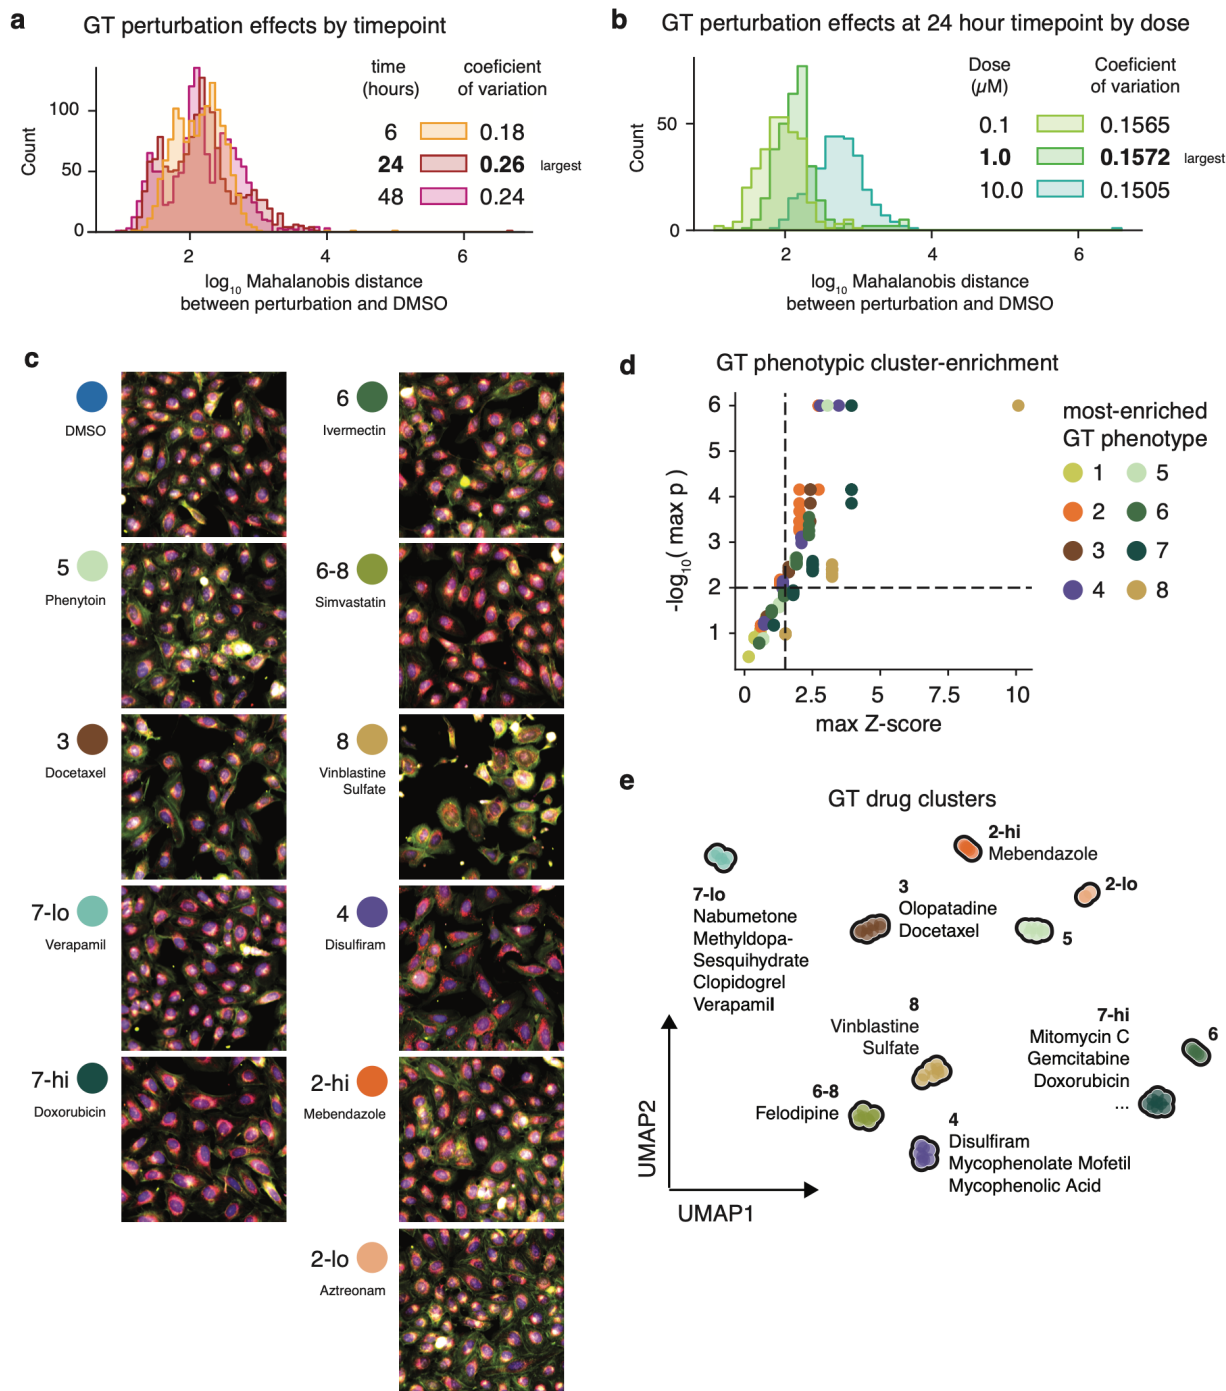 a
GT perturbation effects by timepoint
time
(hours)
coeficient
of variation
6
0.18
24
0.26
largest
48
0.24
Count
100
50
0
2
4
6
log10 Mahalanobis distance
between perturbation and DMSO
b
GT perturbation effects at 24 hour timepoint by dose
Dose
(µM)
Coeficient
of variation
0.1
0.1565
1.0
0.1572
largest
10.0
0.1505
Count
50
0
2
4
6
log10 Mahalanobis distance
between perturbation and DMSO
c
DMSO
6
Ivermectin
5
Phenytoin
6-8
Simvastatin
3
Docetaxel
8
Vinblastine
Sulfate
7-lo
Verapamil
4
Disulfiram
7-hi
Doxorubicin
2-hi
Mebendazole
2-lo
Aztreonam
d
GT phenotypic cluster-enrichment
-log10( max p )
6
5
4
3
2
1
0
2.5
5
7.5
10
max Z-score
most-enriched
GT phenotype
1
5
2
6
3
7
4
8
e
GT drug clusters
2-hi
Mebendazole
2-lo
7-lo
Nabumetone
Methyldopa-
Sesquihydrate
Clopidogrel
Verapamil
3
Olopatadine
Docetaxel
5
8
Vinblastine
Sulfate
7-hi
Mitomycin C
Gemcitabine
Doxorubicin
...
6
6-8
Felodipine
4
Disulfiram
Mycophenolate Mofetil
Mycophenolic Acid
UMAP2
UMAP1